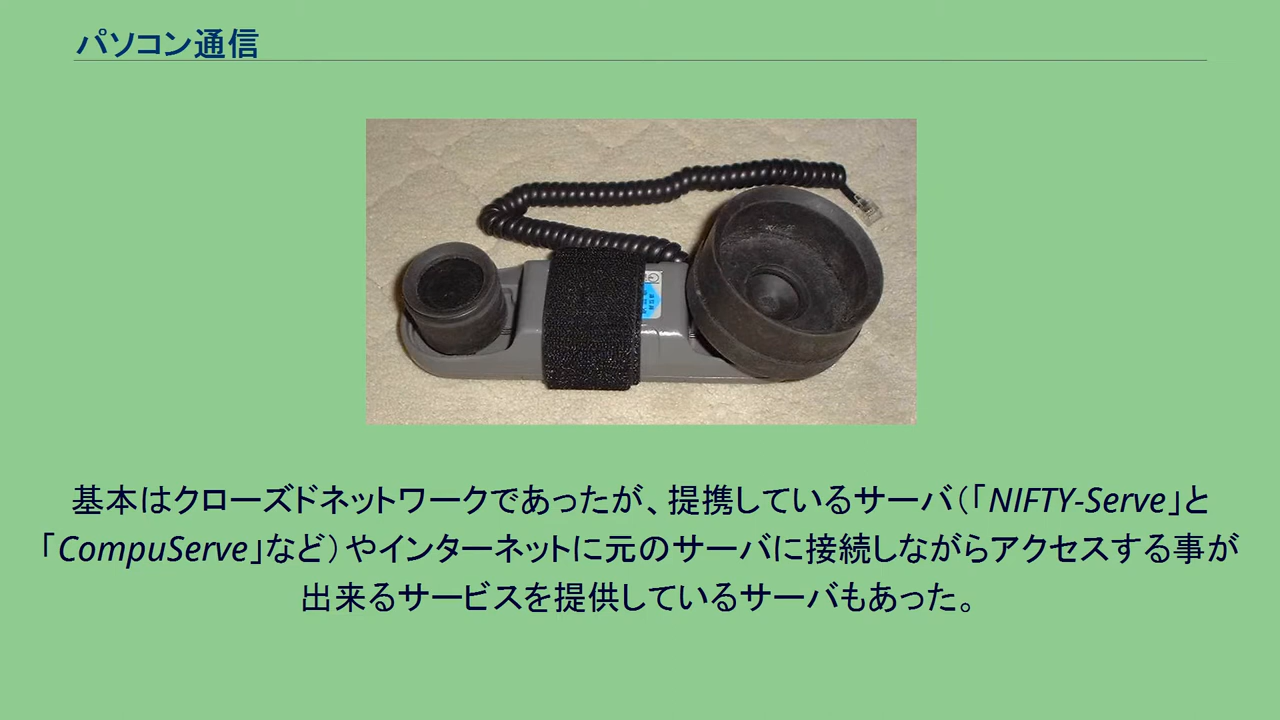 パソコン通信
基本はクローズドネットワークであったが、提携しているサーバ（「NIFTY-Serve」と
「CompuServe」など）やインターネットに元のサーバに接続しながらアクセスする事が
出来るサービスを提供しているサーバもあった。